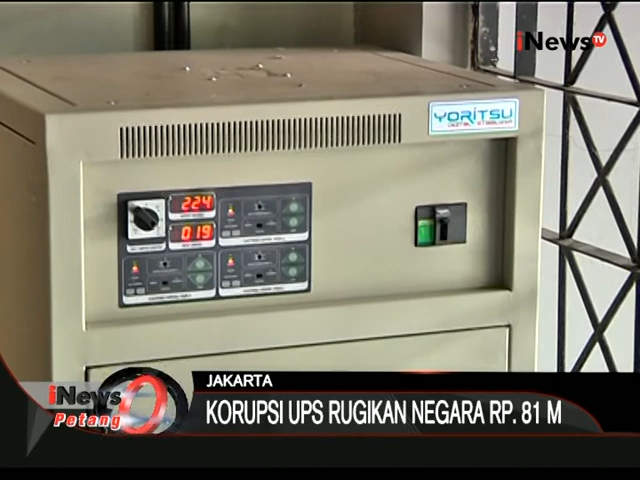 iNews TV
YORITSU
224
019
JAKARTA
iNews
Petang
KORUPSI UPS RUGIKAN NEGARA RP. 81 M